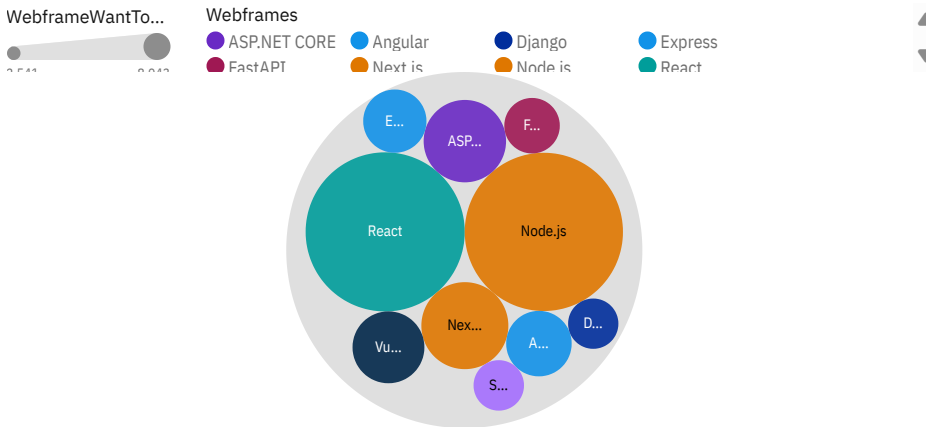 WebframeWantTo...
Webframes
ASP.NET CORE Angular Django Express
FastAPI Next.js Node.js React
E...
ASP...
F...
React
Node.js
Nex...
D...
Vu...
A...
S...